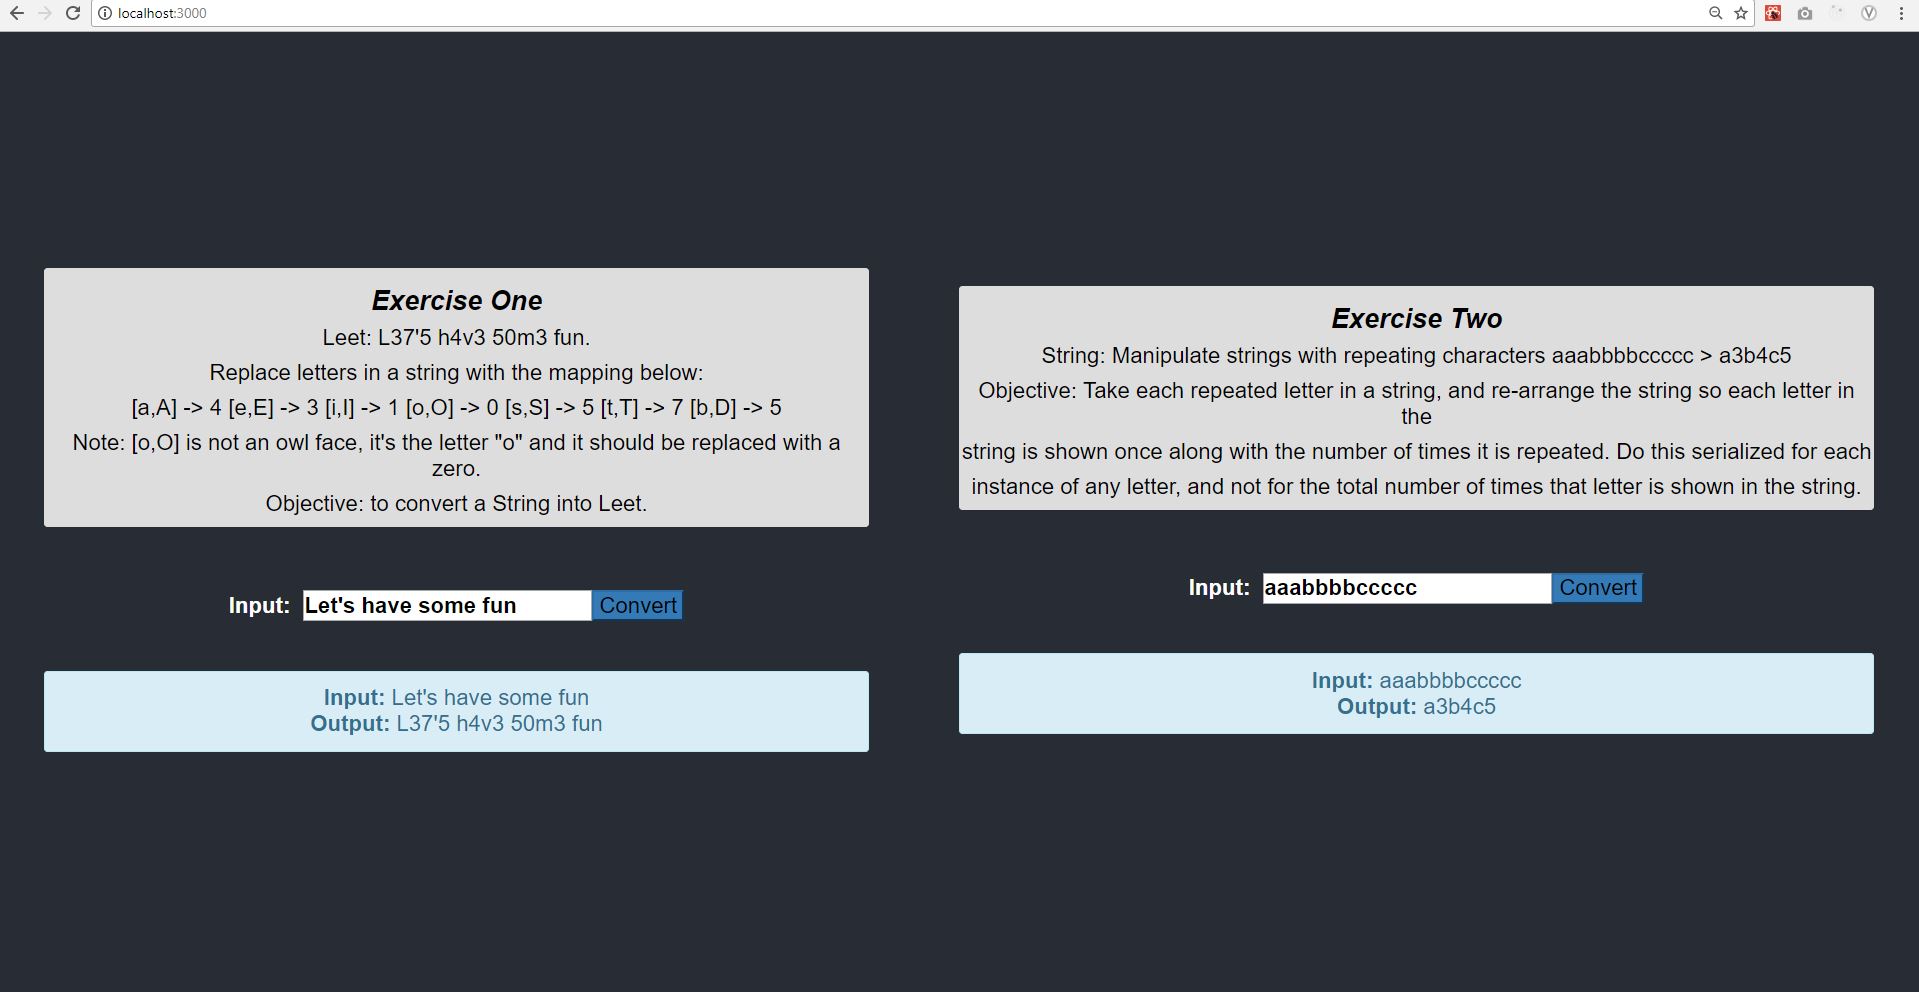 localhost:3000
Exercise One
Leet: L37'5 h4v3 50m3 fun.
Replace letters in a string with the mapping below:
[a,A] -> 4 [e,E] -> 3 [i,I] -> 1 [o,O] -> 0 [s,S] -> 5 [t,T] -> 7 [b,D] -> 5
Note: [o,O] is not an owl face, it's the letter "o" and it should be replaced with a
zero.
Objective: to convert a String into Leet.
Input: Let's have some fun Convert
Input: Let's have some fun
Output: L37'5 h4v3 50m3 fun
Exercise Two
String: Manipulate strings with repeating characters aaabbbbccccc > a3b4c5
Objective: Take each repeated letter in a string, and re-arrange the string so each letter in
the
string is shown once along with the number of times it is repeated. Do this serialized for each
instance of any letter, and not for the total number of times that letter is shown in the string.
Input: aaabbbbccccc Convert
Input: aaabbbbccccc
Output: a3b4c5